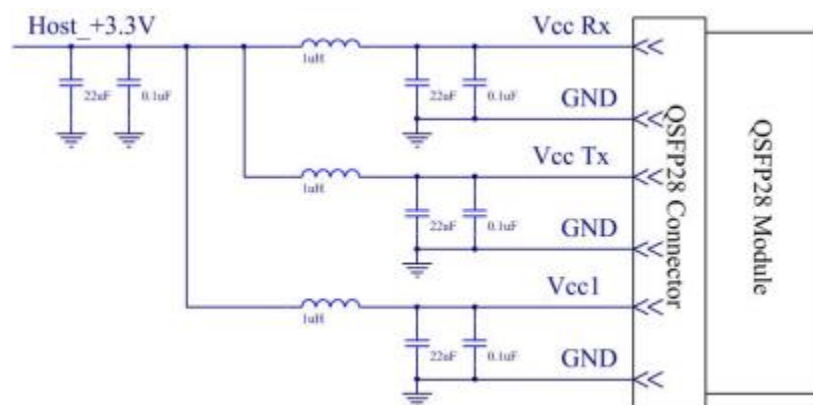 Host_+3.3V
Vcc Rx
1uH
22uF
0.1uF
22uF
0.1uF
GND
Vcc Tx
1uH
22uF
0.1uF
GND
Vcc1
1uH
22uF
0.1uF
GND
QSFP28 Connector
QSFP28 Module